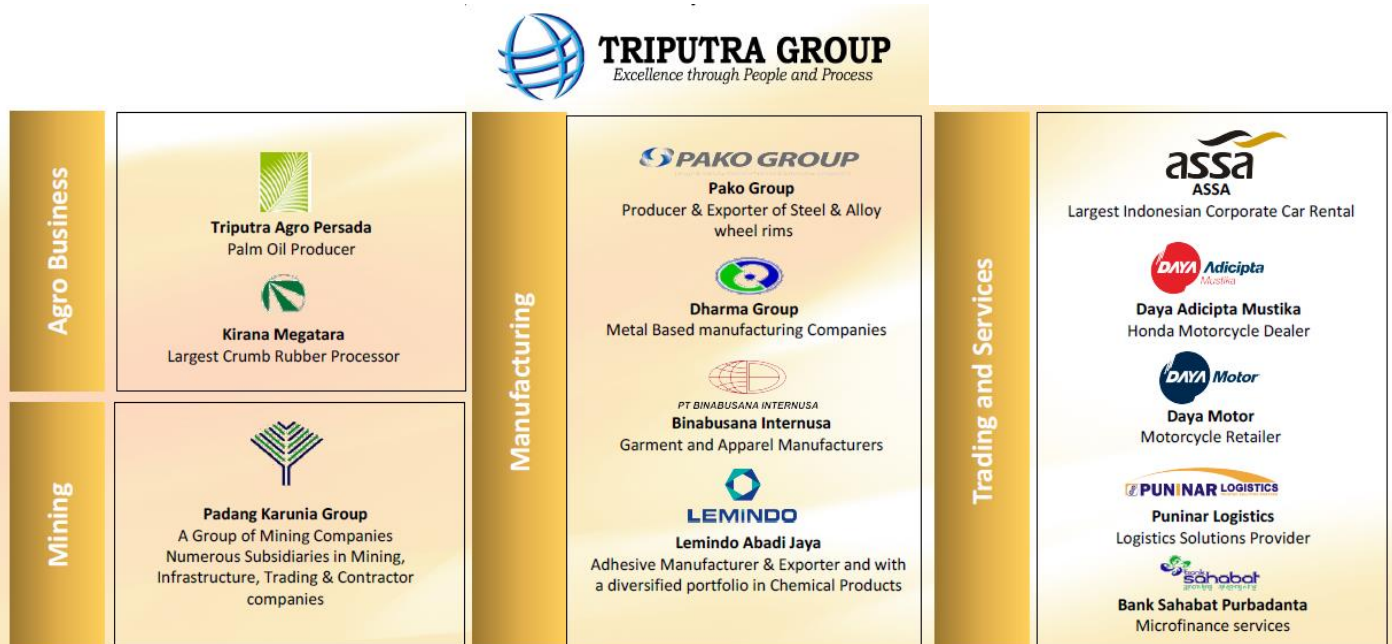 TRIPUTRA GROUP
Excellence through People and Process
Agro Business
Triputra Agro Persada
Palm Oil Producer
Kirana Megatara
Largest Crumb Rubber Processor
Mining
Padang Karunia Group
A Group of Mining Companies
Numerous Subsidiaries in Mining,
Infrastructure, Trading & Contractor
companies
Manufacturing
PAKO GROUP
Pako Group
Producer & Exporter of Steel & Alloy
wheel rims
Dharma Group
Metal Based manufacturing Companies
PT BINABUSANA INTERNUSA
Binabusana Internusa
Garment and Apparel Manufacturers
LEMINDO
Lemindo Abadi Jaya
Adhesive Manufacturer & Exporter and with
a diversified portfolio in Chemical Products
Trading and Services
assa
ASSA
Largest Indonesian Corporate Car Rental
DAYA Adicipta
Mustika
Daya Adicipta Mustika
Honda Motorcycle Dealer
DAYA Motor
Daya Motor
Motorcycle Retailer
PUNINAR LOGISTICS
Puninar Logistics
Logistics Solutions Provider
bank
sahabat
Bank Sahabat Purbadanta
Microfinance services